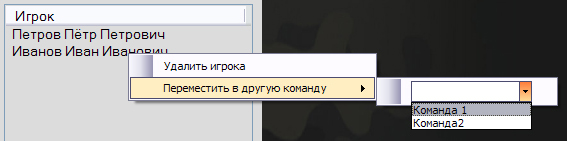 Игрок
Петров Пётр Петрович
Иванов Иван Иванович
Удалить игрока
Переместить в другую команду
Команда 1
Команда2